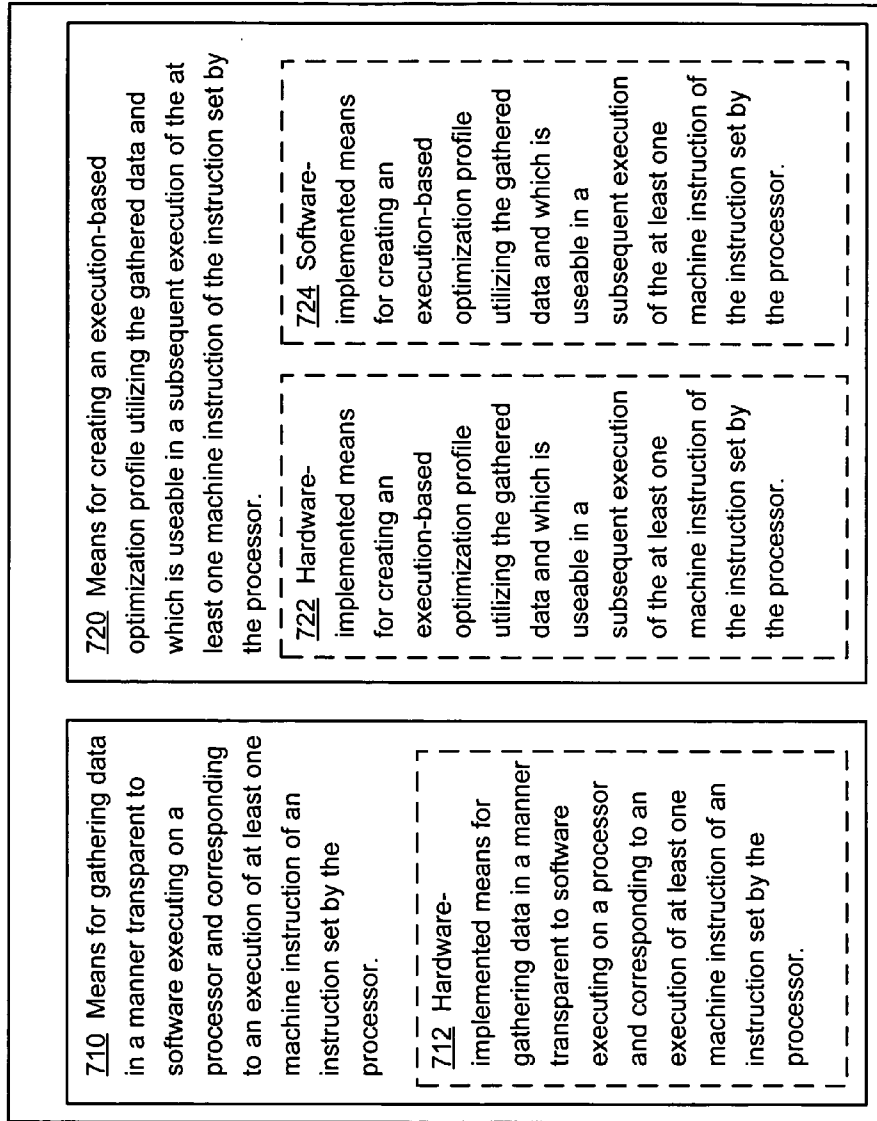 710 Means for gathering data
in a manner transparent to
software executing on a
processor and corresponding
to an execution of at least one
machine instruction of an
instruction set by the
processor.
712 Hardware-
implemented means for
gathering data in a manner
transparent to software
executing on a processor
and corresponding to an
execution of at least one
machine instruction of an
instruction set by the
processor.
720 Means for creating an execution-based
optimization profile utilizing the gathered data and
which is useable in a subsequent execution of the at
least one machine instruction of the instruction set by
the processor.
722 Hardware-
implemented means
for creating an
execution-based
optimization profile
utilizing the gathered
data and which is
useable in a
subsequent execution
of the at least one
machine instruction of
the instruction set by
the processor.
724 Software-
implemented means
for creating an
execution-based
optimization profile
utilizing the gathered
data and which is
useable in a
subsequent execution
of the at least one
machine instruction of
the instruction set by
the processor.